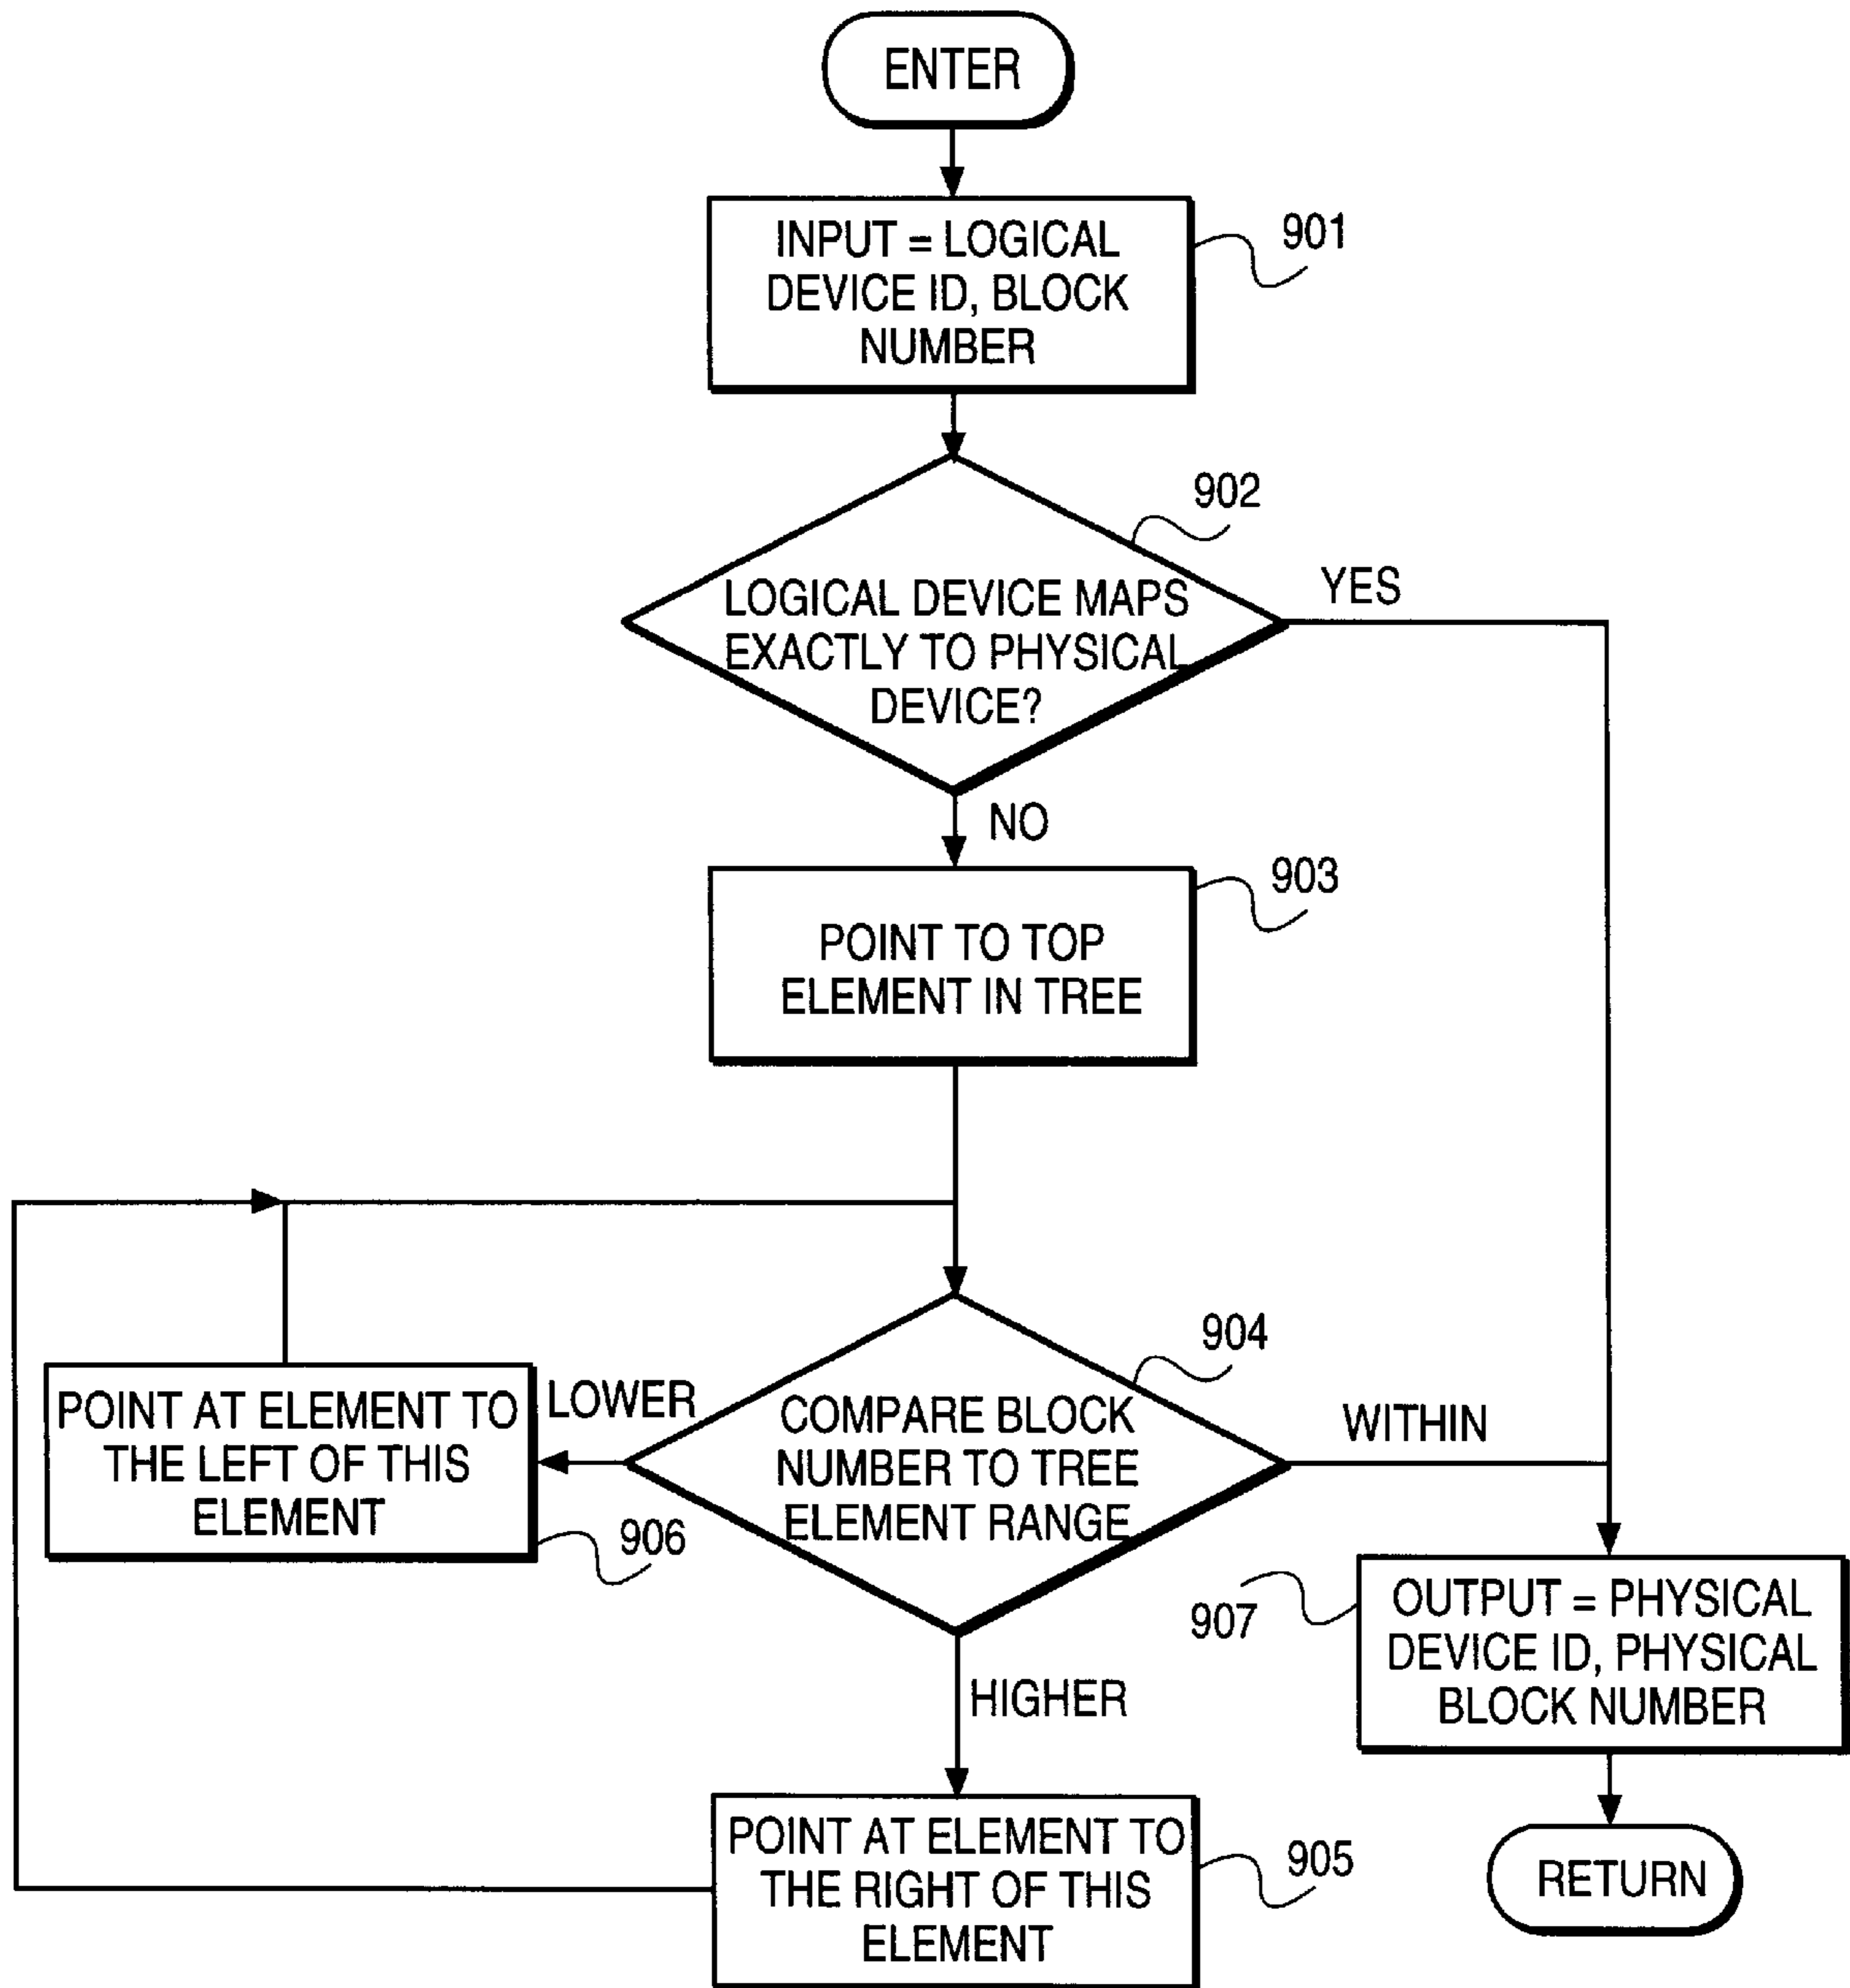 ENTER
INPUT = LOGICAL
DEVICE ID, BLOCK
NUMBER
901
902
LOGICAL DEVICE MAPS
EXACTLY TO PHYSICAL
DEVICE?
YES
NO
903
POINT TO TOP
ELEMENT IN TREE
904
COMPARE BLOCK
NUMBER TO TREE
ELEMENT RANGE
LOWER
POINT AT ELEMENT TO
THE LEFT OF THIS
ELEMENT
906
WITHIN
HIGHER
907
OUTPUT = PHYSICAL
DEVICE ID, PHYSICAL
BLOCK NUMBER
POINT AT ELEMENT TO
THE RIGHT OF THIS
ELEMENT
905
RETURN